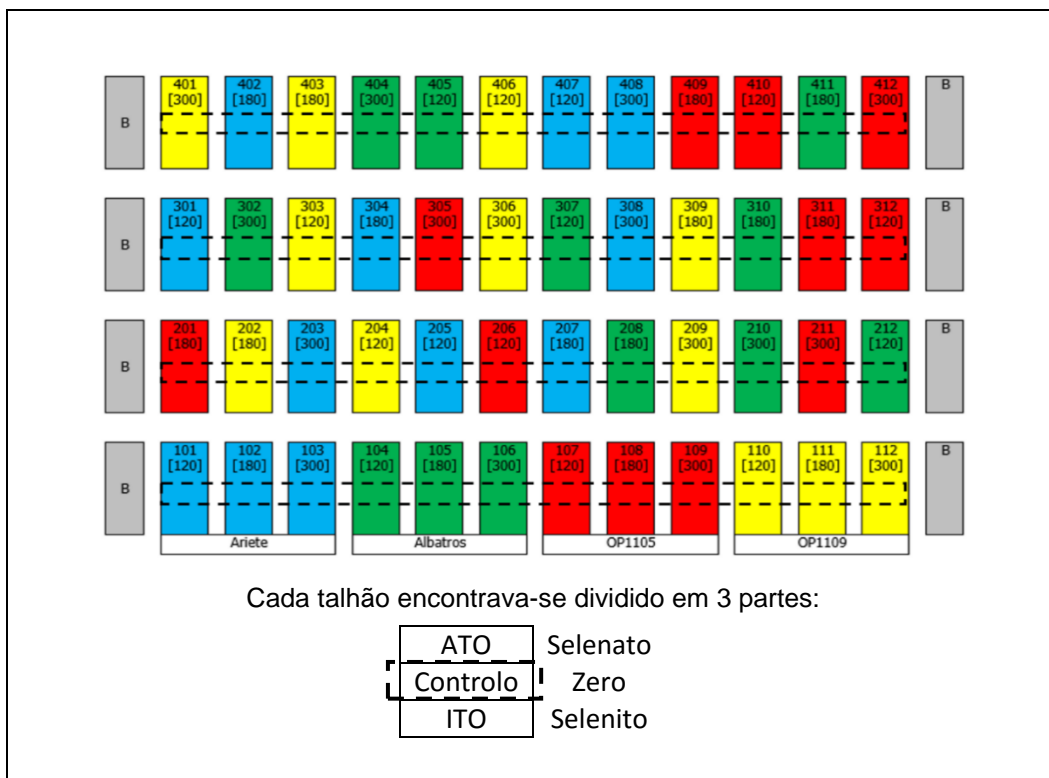 401 402 403 404 405 406 407 408 409 410 411 412 B
[300] [180] [180] [300] [120] [120] [120] [300] [180] [120] [180] [300]
B
301 302 303 304 305 306 307 308 309 310 311 312 B
[120] [300] [120] [180] [300] [300] [120] [300] [180] [180] [180] [120]
B
201 202 203 204 205 206 207 208 209 210 211 212 B
[180] [180] [300] [120] [120] [120] [180] [180] [300] [300] [300] [120]
B
101 102 103 104 105 106 107 108 109 110 111 112 B
[120] [180] [300] [120] [180] [300] [120] [180] [300] [120] [180] [300]
B
Ariete Albatros OP1105 OP1109
Cada talhão encontrava-se dividido em 3 partes:
ATO Selenato
Controlo Zero
ITO Selenito